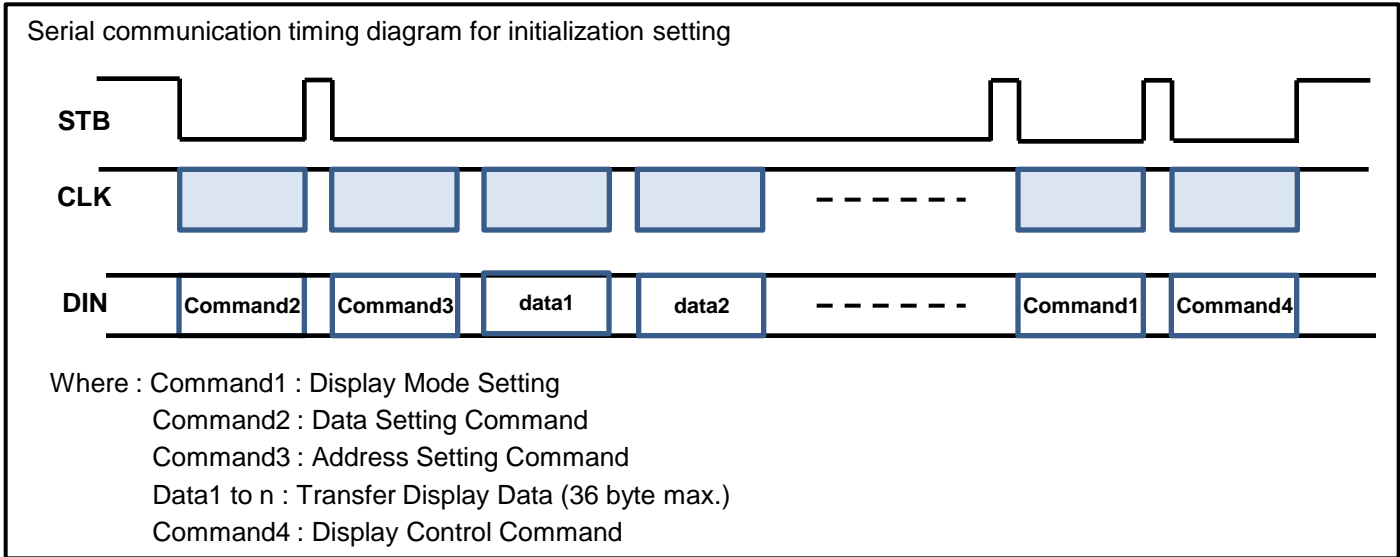 Serial communication timing diagram for initialization setting
STB
CLK
DIN Command2 Command3 data1 data2 Command1 Command4
Where : Command1 : Display Mode Setting
Command2 : Data Setting Command
Command3 : Address Setting Command
Data1 to n : Transfer Display Data (36 byte max.)
Command4 : Display Control Command